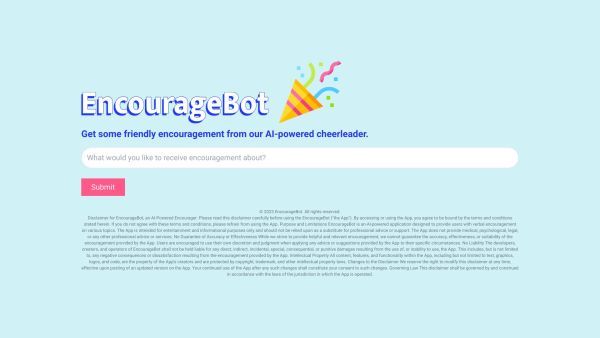 EncourageBot
Get some friendly encouragement from our AI-powered cheerleader.
What would you like to receive encouragement about?
Submit
© 2023 EncourageBot. All rights reserved.
Disclaimer for EncourageBot, an AI-Powered Encourager. Please read this disclaimer carefully before using the EncourageBot ("the App"). By accessing or using the App, you agree to be bound by the terms and conditions
stated herein. If you do not agree with these terms and conditions, please refrain from using the App. Purpose and Limitations EncourageBot is an AI-powered application designed to provide users with verbal encouragement
on various topics. The App is intended for entertainment and informational purposes only and should not be relied upon as a substitute for professional advice or support. The App does not provide medical, psychological, legal,
or any other professional advice or services. No Guarantee of Accuracy or Effectiveness While we strive to provide helpful and relevant encouragement, we cannot guarantee the accuracy, effectiveness, or suitability of the
encouragement provided by the App. Users are encouraged to use their own discretion and judgment when applying any advice or suggestions provided by the App to their specific circumstances. No Liability The developers,
creators, and operators of EncourageBot shall not be held liable for any direct, indirect, incidental, special, consequential, or punitive damages resulting from the use of, or inability to use, the App. This includes, but is not limited
to, any negative consequences or dissatisfaction resulting from the encouragement provided by the App. Intellectual Property All content, features, and functionality within the App, including but not limited to text, graphics,
logos, and code, are the property of the App's creators and are protected by copyright, trademark, and other intellectual property laws. Changes to the Disclaimer We reserve the right to modify this disclaimer at any time,
effective upon posting of an updated version on the App. Your continued use of the App after any such changes shall constitute your consent to such changes. Governing Law This disclaimer shall be governed by and construed
in accordance with the laws of the jurisdiction in which the App is operated.